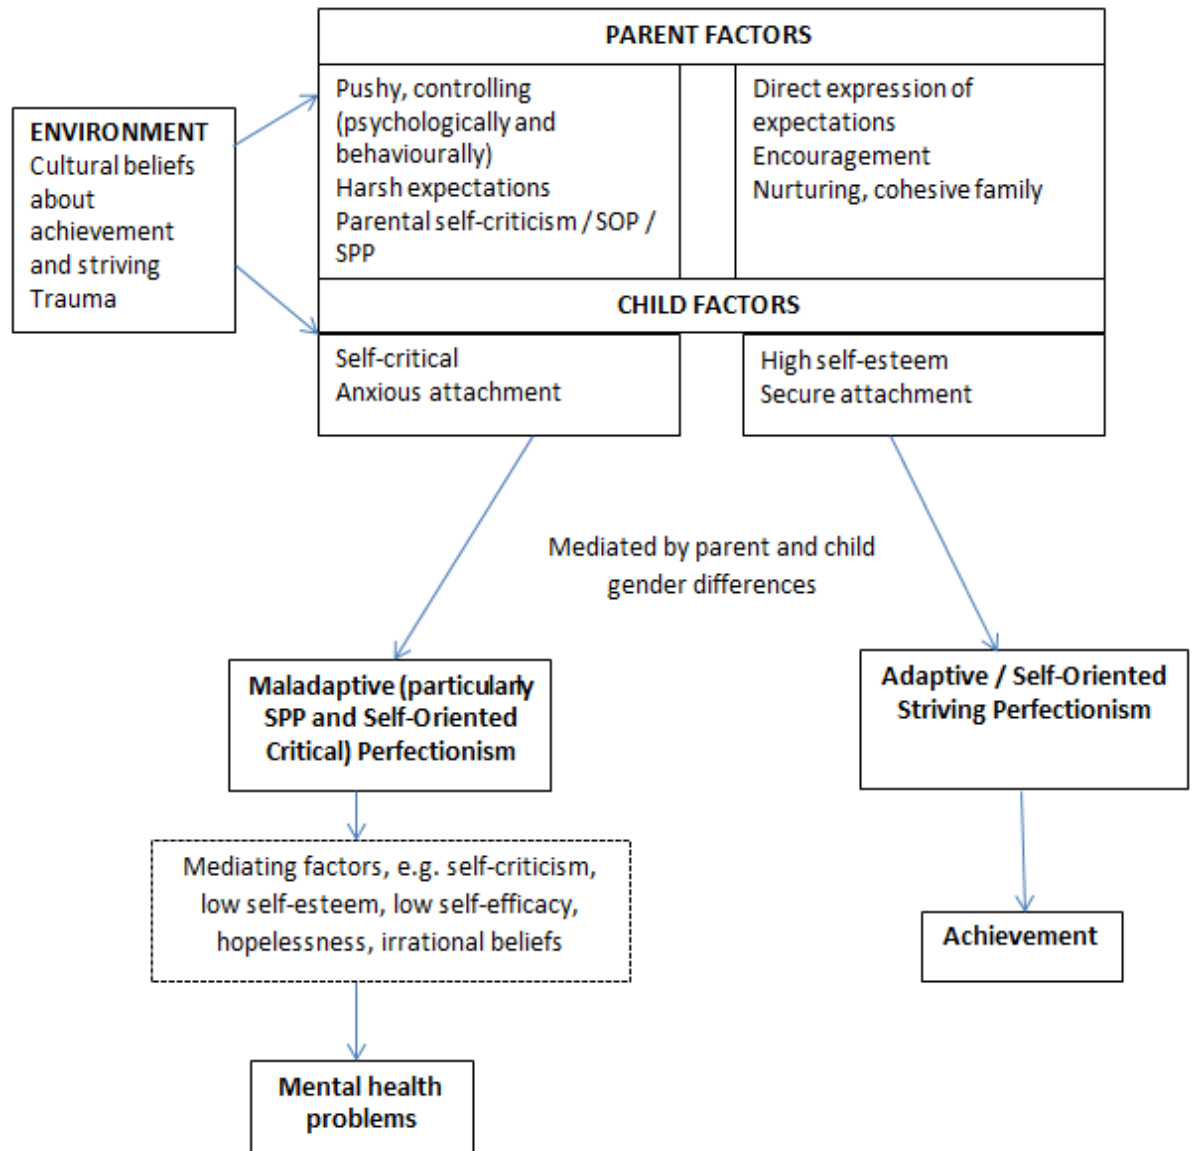 PARENT FACTORS
ENVIRONMENT
Cultural beliefs
about
achievement
and striving
Trauma
Pushy, controlling
(psychologically and
behaviourally)
Harsh expectations
Parental self-criticism / SOP /
SPP
Direct expression of
expectations
Encouragement
Nurturing, cohesive family
CHILD FACTORS
Self-critical
Anxious attachment
High self-esteem
Secure attachment
Mediated by parent and child
gender differences
Maladaptive (particularly
SPP and Self-Oriented
Critical) Perfectionism
Adaptive / Self-Oriented
Striving Perfectionism
Mediating factors, e.g. self-criticism,
low self-esteem, low self-efficacy,
hopelessness, irrational beliefs
Achievement
Mental health
problems